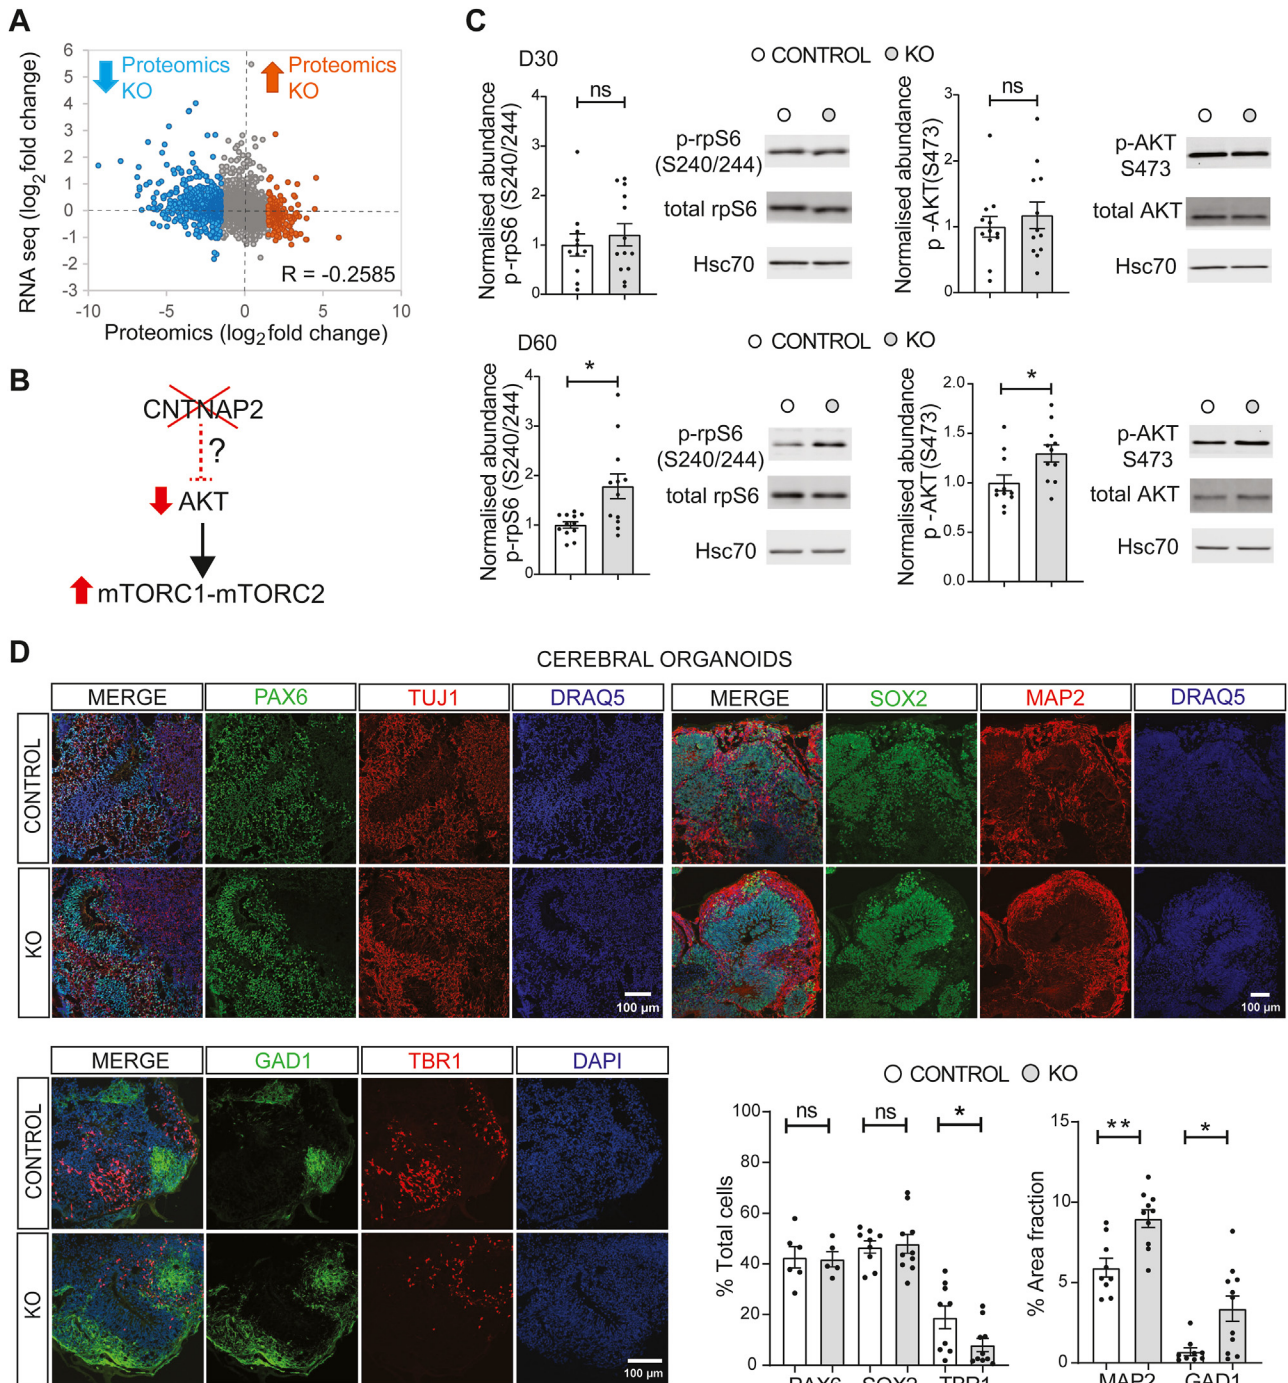 A
6
5
4
3
2
1
0
-1
-2
-3
RNA seq (log2 fold change)
Proteomics
KO
Proteomics
KO
R = -0.2585
-10
-5
0
5
10
Proteomics (log2 fold change)
B
CNTNAP2
?
AKT
mTORC1-mTORC2
C
D30
CONTROL
KO
Normalised abundance
p-rpS6 (S240/244)
4
3
2
1
0
ns
p-rpS6
(S240/244)
total rpS6
Hsc70
Normalised abundance
p -AKT(S473)
3
2
1
0
ns
p-AKT
S473
total AKT
Hsc70
D60
CONTROL
KO
Normalised abundance
p-rpS6 (S240/244)
4
3
2
1
0
*
p-rpS6
(S240/244)
total rpS6
Hsc70
Normalised abundance
p -AKT(S473)
2.0
1.5
1.0
0.5
0.0
*
p-AKT
S473
total AKT
Hsc70
D
CEREBRAL ORGANOIDS
MERGE
PAX6
TUJ1
DRAQ5
MERGE
SOX2
MAP2
DRAQ5
CONTROL
KO
100 µm
100 µm
MERGE
GAD1
TBR1
DAPI
CONTROL
KO
100 µm
CONTROL
KO
% Total cells
100
80
60
40
20
0
ns
ns
*
PAX6
SOX2
TBR1
% Area fraction
15
10
5
0
**
*
MAP2
GAD1